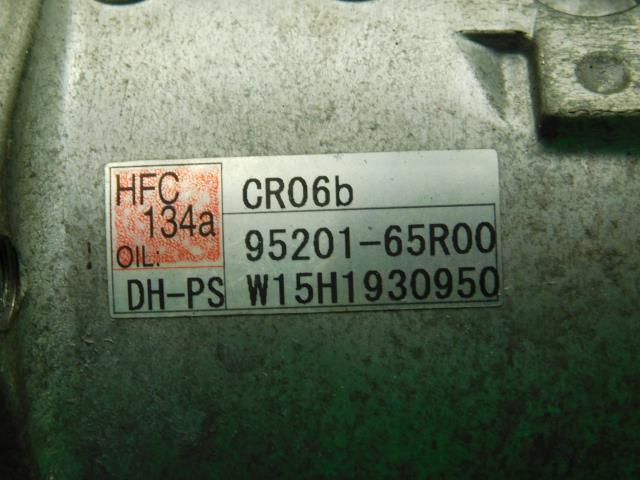 HFC
134a
OIL:
DH-PS
CR06b
95201-65R00
W15H1930950